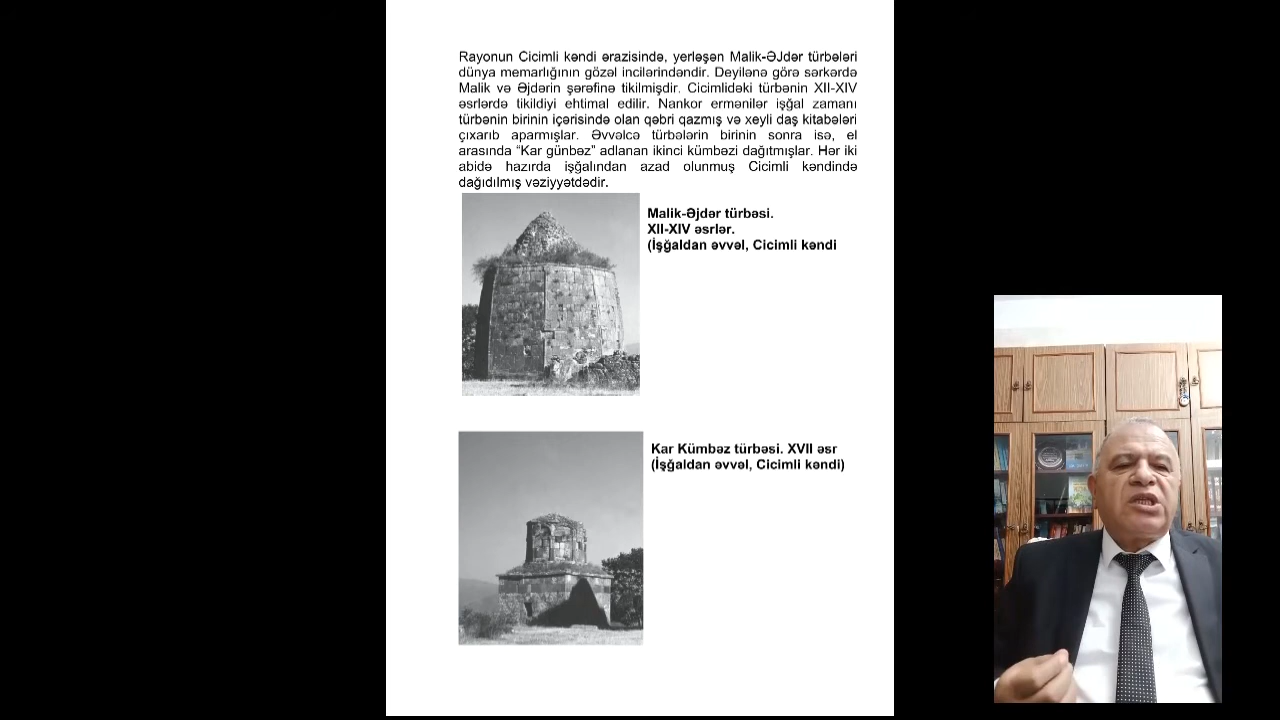 Rayonun Cicimli kəndi ərazisində, yerləşən Malik-ƏJdər türbələri
dünya memarlığının gözəl incilərindəndir. Deyilənə görə sərkərdə
Malik və Əjdərin şərəfinə tikilmişdir. Cicimlidəki türbənin XII-XIV
əsrlərdə tikildiyi ehtimal edilir. Nankor ermənilər işğal zamanı
türbənin birinin içərisində olan qəbri qazmış və xeyli daş kitabələri
çıxarıb aparmışlar. Əvvəlcə türbələrin birinin sonra isə, el
arasında “Kar günbəz” adlanan ikinci kümbəzi dağıtmışlar. Hər iki
abidə hazırda işğalından azad olunmuş Cicimli kəndində
dağıdılmış vəziyyətdədir.
Malik-Əjdər türbəsi.
XII-XIV əsrlər.
(İşğaldan əvvəl, Cicimli kəndi
Kar Kümbəz türbəsi. XVII əsr
(İşğaldan əvvəl, Cicimli kəndi)